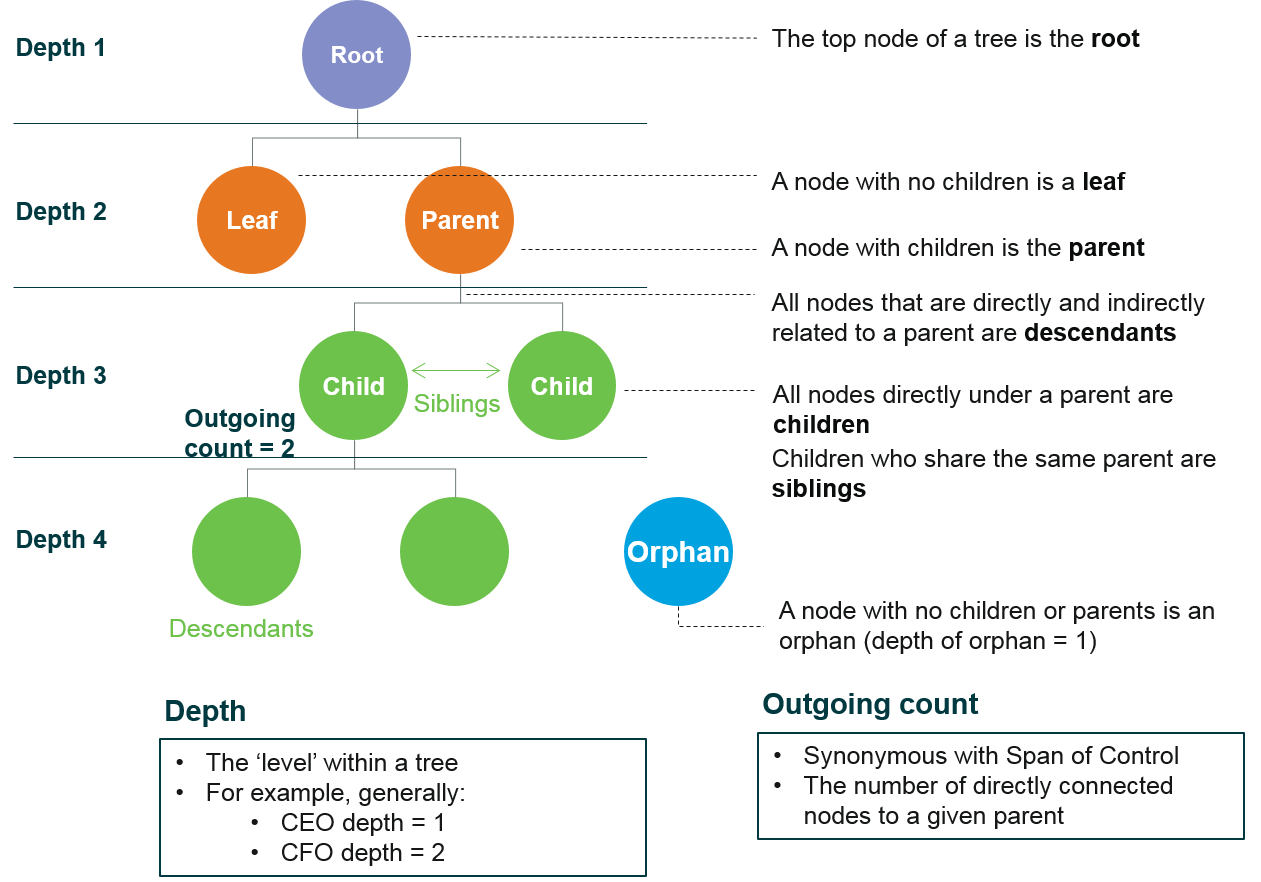 Depth 1
Root
The top node of a tree is the root
Depth 2
Leaf
Parent
A node with no children is a leaf
A node with children is the parent
All nodes that are directly and indirectly
related to a parent are descendants
Depth 3
Child
Siblings
Child
Outgoing
count = 2
All nodes directly under a parent are
children
Children who share the same parent are
siblings
Depth 4
Orphan
Descendants
A node with no children or parents is an
orphan (depth of orphan = 1)
Depth
• The ‘level’ within a tree
• For example, generally:
• CEO depth = 1
• CFO depth = 2
Outgoing count
• Synonymous with Span of Control
• The number of directly connected
nodes to a given parent